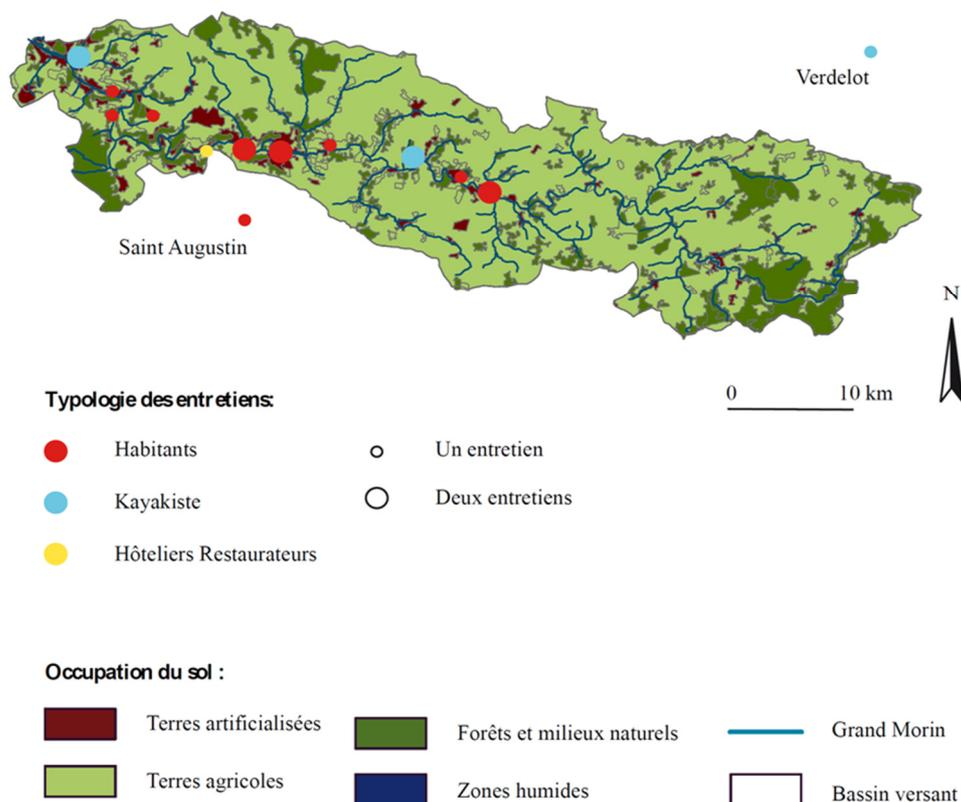 Verdelot
Saint Augustin
N
0 10 km
Typologie des entretiens:
Habitants
Un entretien
Kayakiste
Deux entretiens
Hôteliers Restaurateurs
Occupation du sol :
Terres artificialisées
Forêts et milieux naturels
Grand Morin
Terres agricoles
Zones humides
Bassin versant